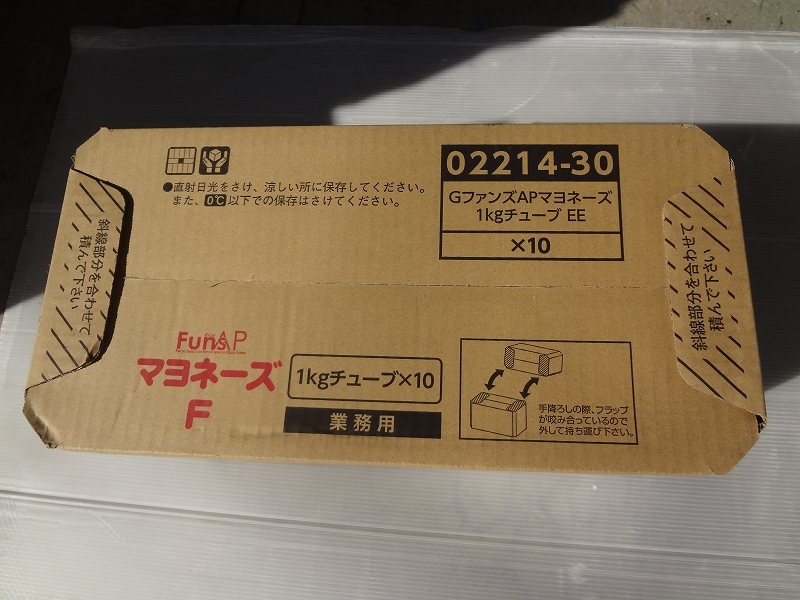 ●直射日光をさけ、涼しい所に保存してください。
また、0℃以下での保存はさけてください。
02214-30
GファンズAPマヨネーズ
1kgチューブ EE
×10
斜線部分を合わせて
積んで下さい
斜線部分を合わせて
積んで下さい
FunsAP
マヨネーズ
F
1kgチューブ×10
業務用
手降ろしの際、フラップ
が咬み合っているので
外して持ち運び下さい。